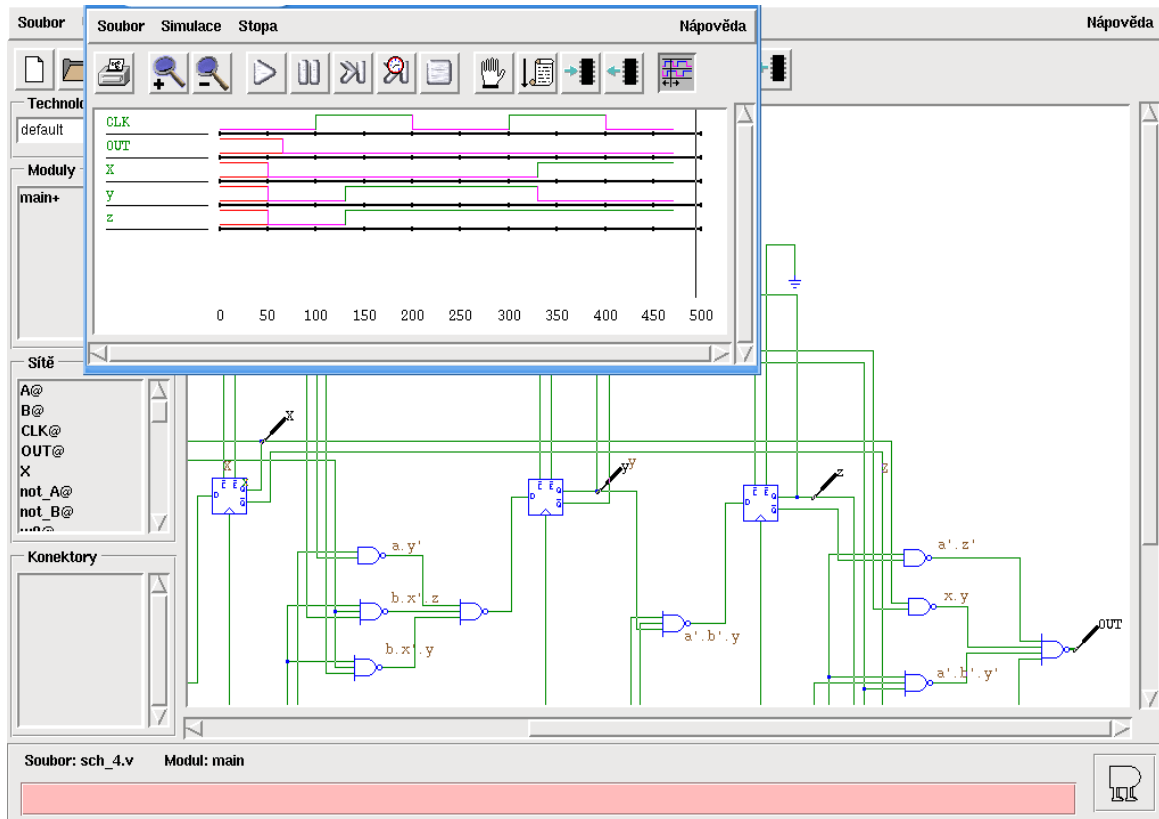 Soubor
Nápověda
Soubor Simulace Stopa Nápověda
CLK
OUT
X
y
z
0 50 100 150 200 250 300 350 400 450 500
default
Moduly
main+
Sítě
A@
B@
CLK@
OUT@
X
not_A@
not_B@
Konektory
X
X
D E E Q Q
y y
D E E Q Q
z z
D E E Q Q
a.y'
b.x'.z
b.x'.y
a'.b'.y
a'.z'
x.y
a'.b'.y'
OUT
Soubor: sch_4.v Modul: main